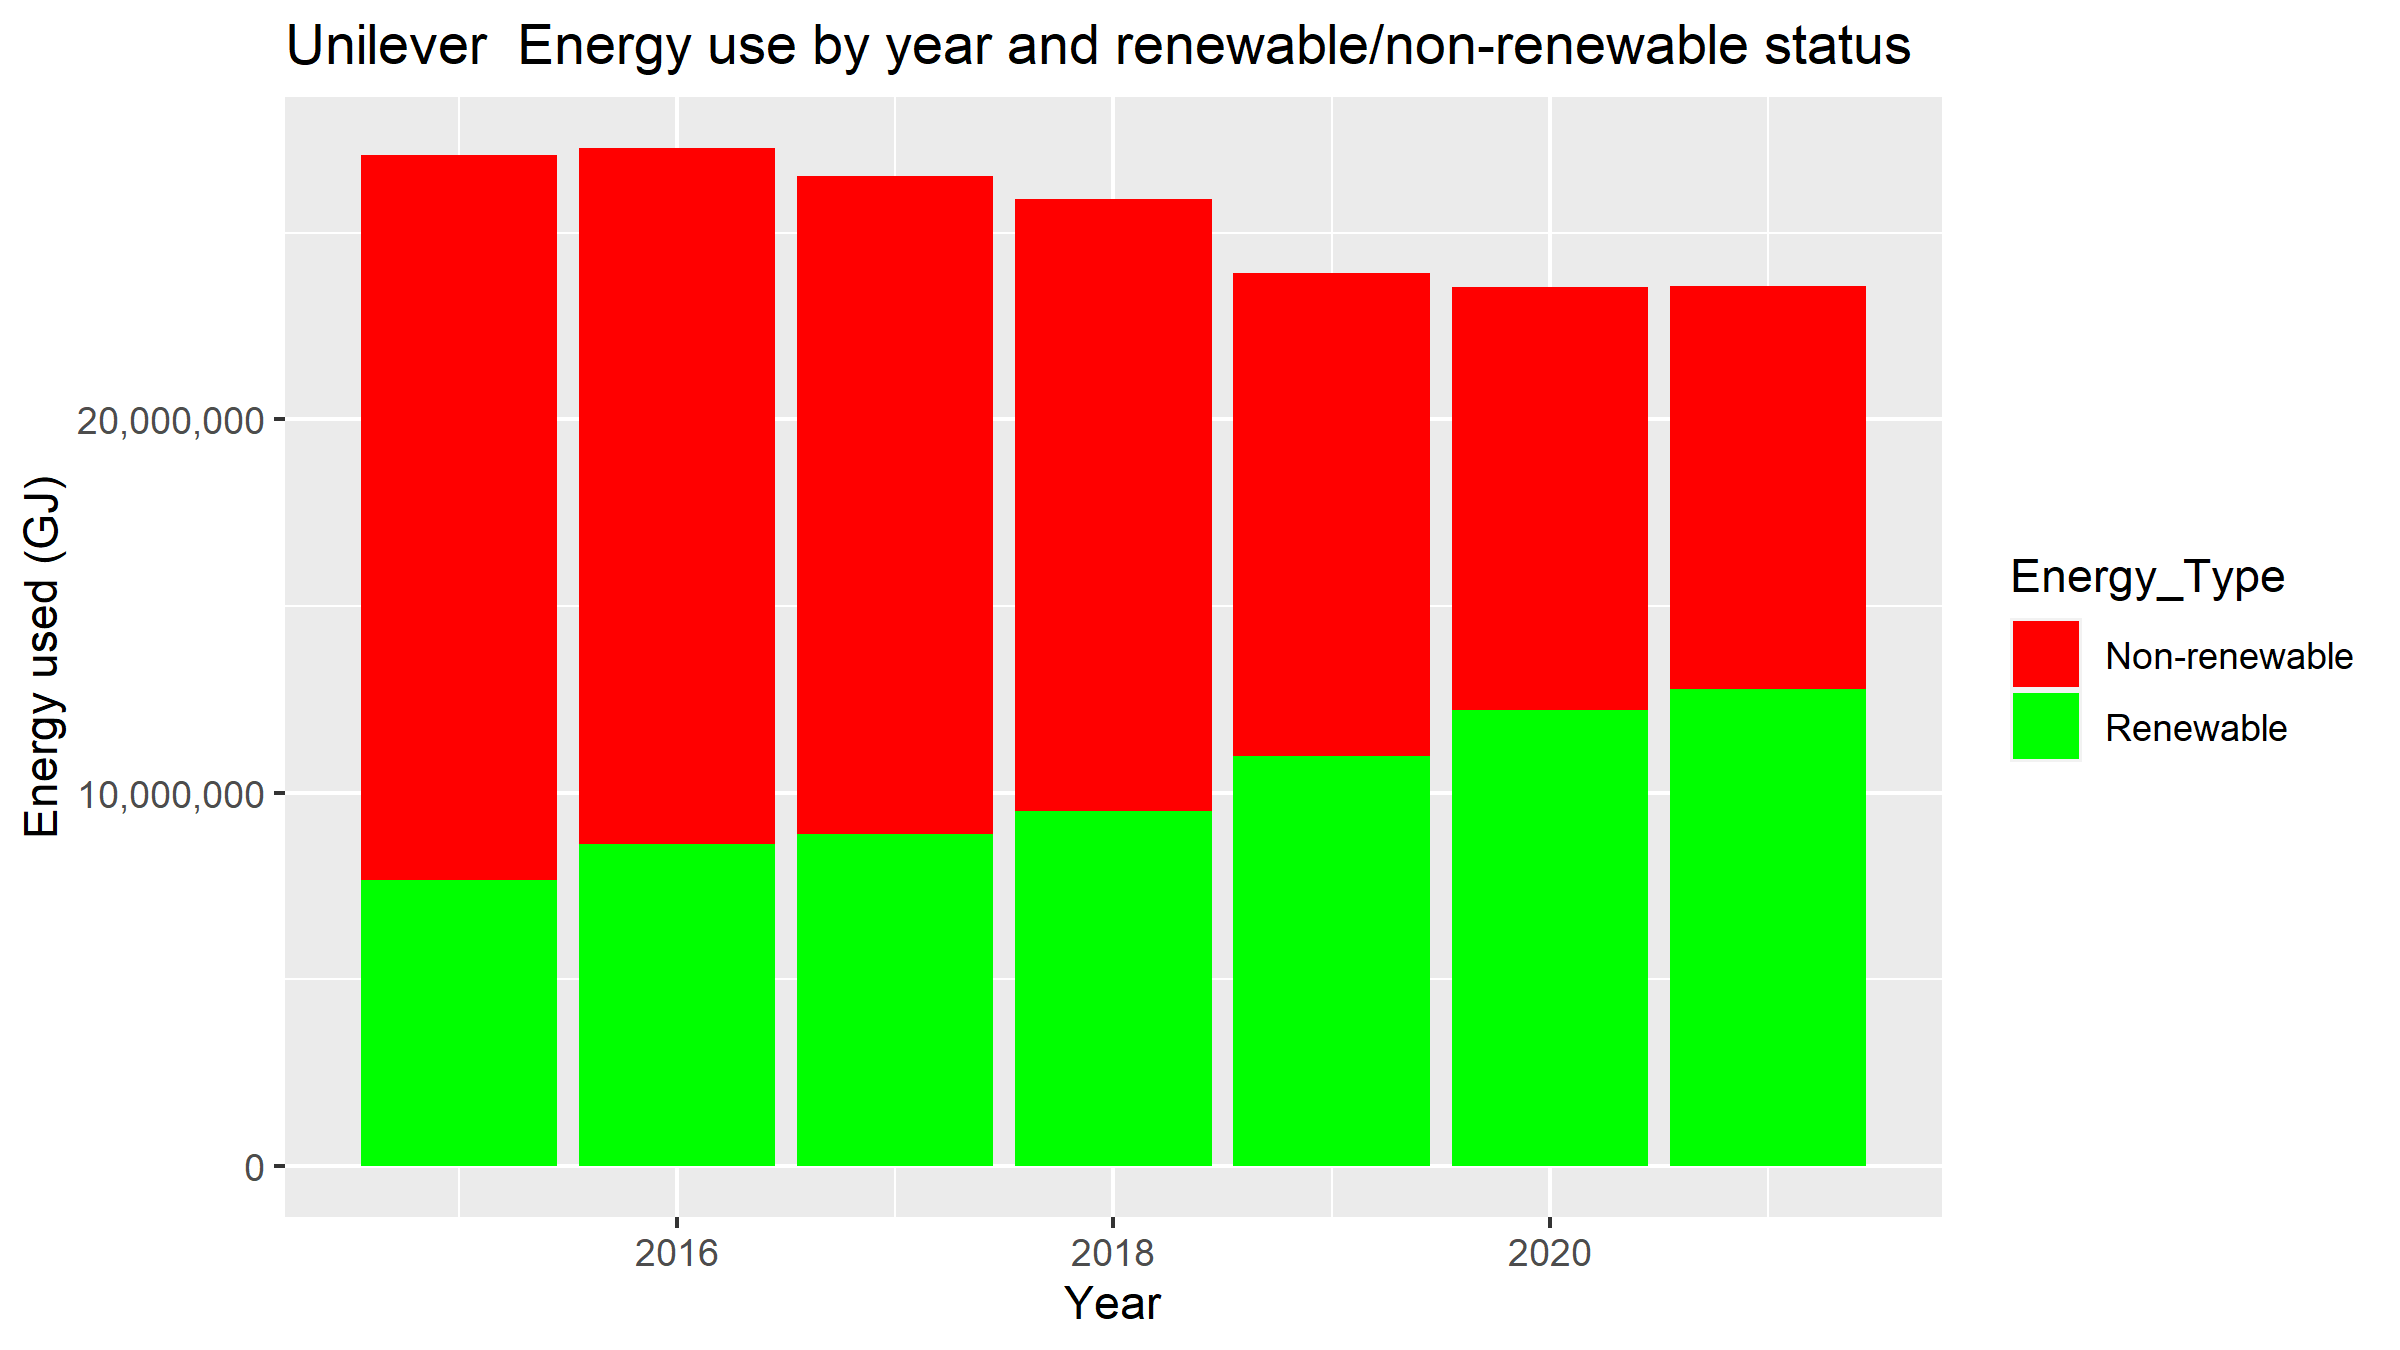 Unilever  Energy use by year and renewable/non-renewable status
Energy used (GJ)
20,000,000
10,000,000
0
2016
2018
2020
Year
Energy_Type
Non-renewable
Renewable